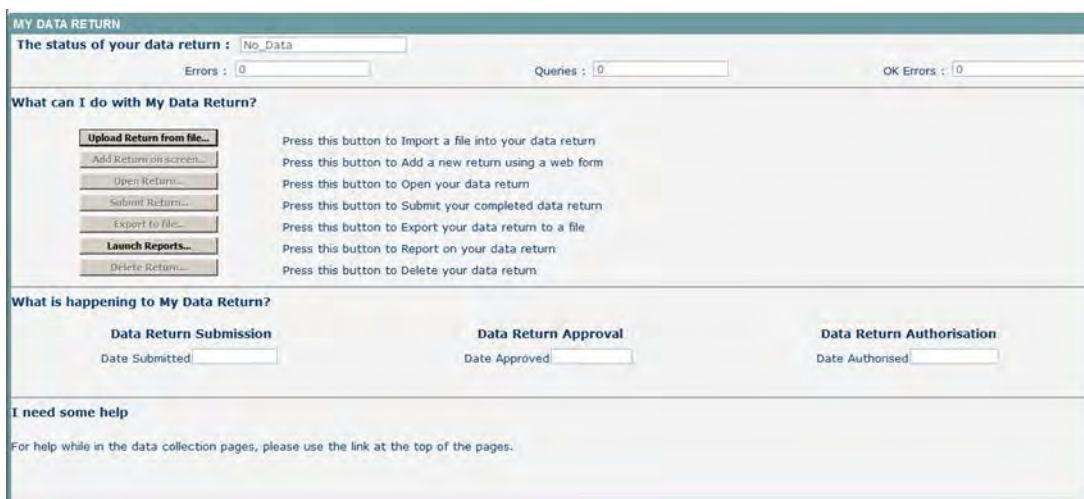 MY DATA RETURN
The status of your data return : No_Data
Errors : 0 Queries : 0 OK Errors : 0
What can I do with My Data Return?
Upload Return from file... Press this button to Import a file into your data return
Add Return on screen... Press this button to Add a new return using a web form
Open Return... Press this button to Open your data return
Submit Return... Press this button to Submit your completed data return
Export to file... Press this button to Export your data return to a file
Launch Reports... Press this button to Report on your data return
Delete Return... Press this button to Delete your data return
What is happening to My Data Return?
Data Return Submission Data Return Approval Data Return Authorisation
Date Submitted Date Approved Date Authorised
I need some help
For help while in the data collection pages, please use the link at the top of the pages.